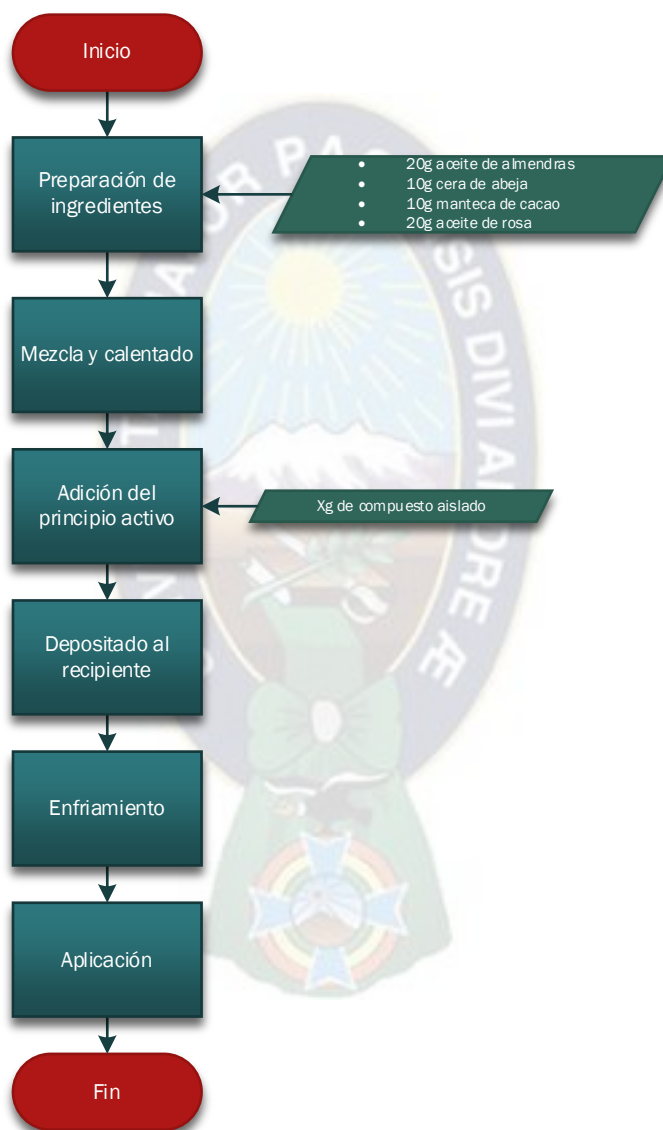 Inicio
Preparación de
ingredientes
• 20g aceite de almendras
• 10g cera de abeja
• 10g manteca de cacao
• 20g aceite de rosa
Mezcla y calentado
Adición del
principio activo
Xg de compuesto aislado
Depositado al
recipiente
Enfriamiento
Aplicación
Fin